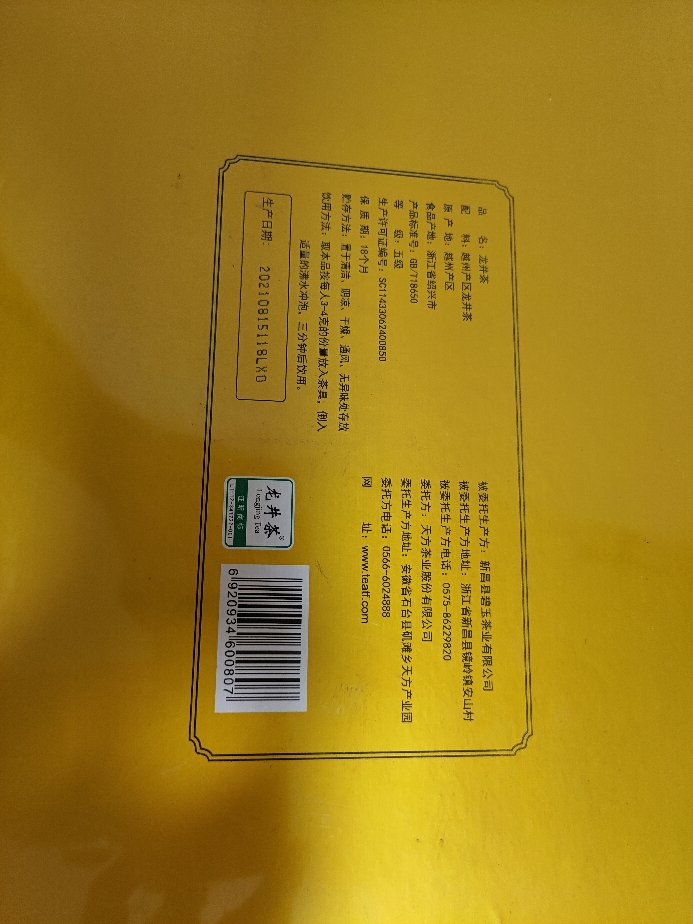 品 名：龙井茶
配 料：越州产区龙井茶
原 产 地：越州产区
食品产地：浙江省绍兴市
产品标准号：GB/T18650
等 级：五级
生产许可证编号：SC11433062400850
保 质 期：18个月
贮存方法：置于清洁、阴凉、干燥、通风、无异味处存放
饮用方法：取本品按每人3-4克的份量放入茶具，倒入
适量的沸水冲泡，三分钟后饮用。
生产日期：20210815118LX0
被委托生产方：新昌县碧玉茶业有限公司
被委托生产方地址：浙江省新昌县镜岭镇安山村
被委托生产方电话：0575-86229820
委托方：天方茶业股份有限公司
委托生产方地址：安徽省石台县矶滩乡天方产业园
委托方电话：0566-6024888
网 址：www.teatf.com
龙井茶®
Longjing Tea
证明商标
6 920934 600807